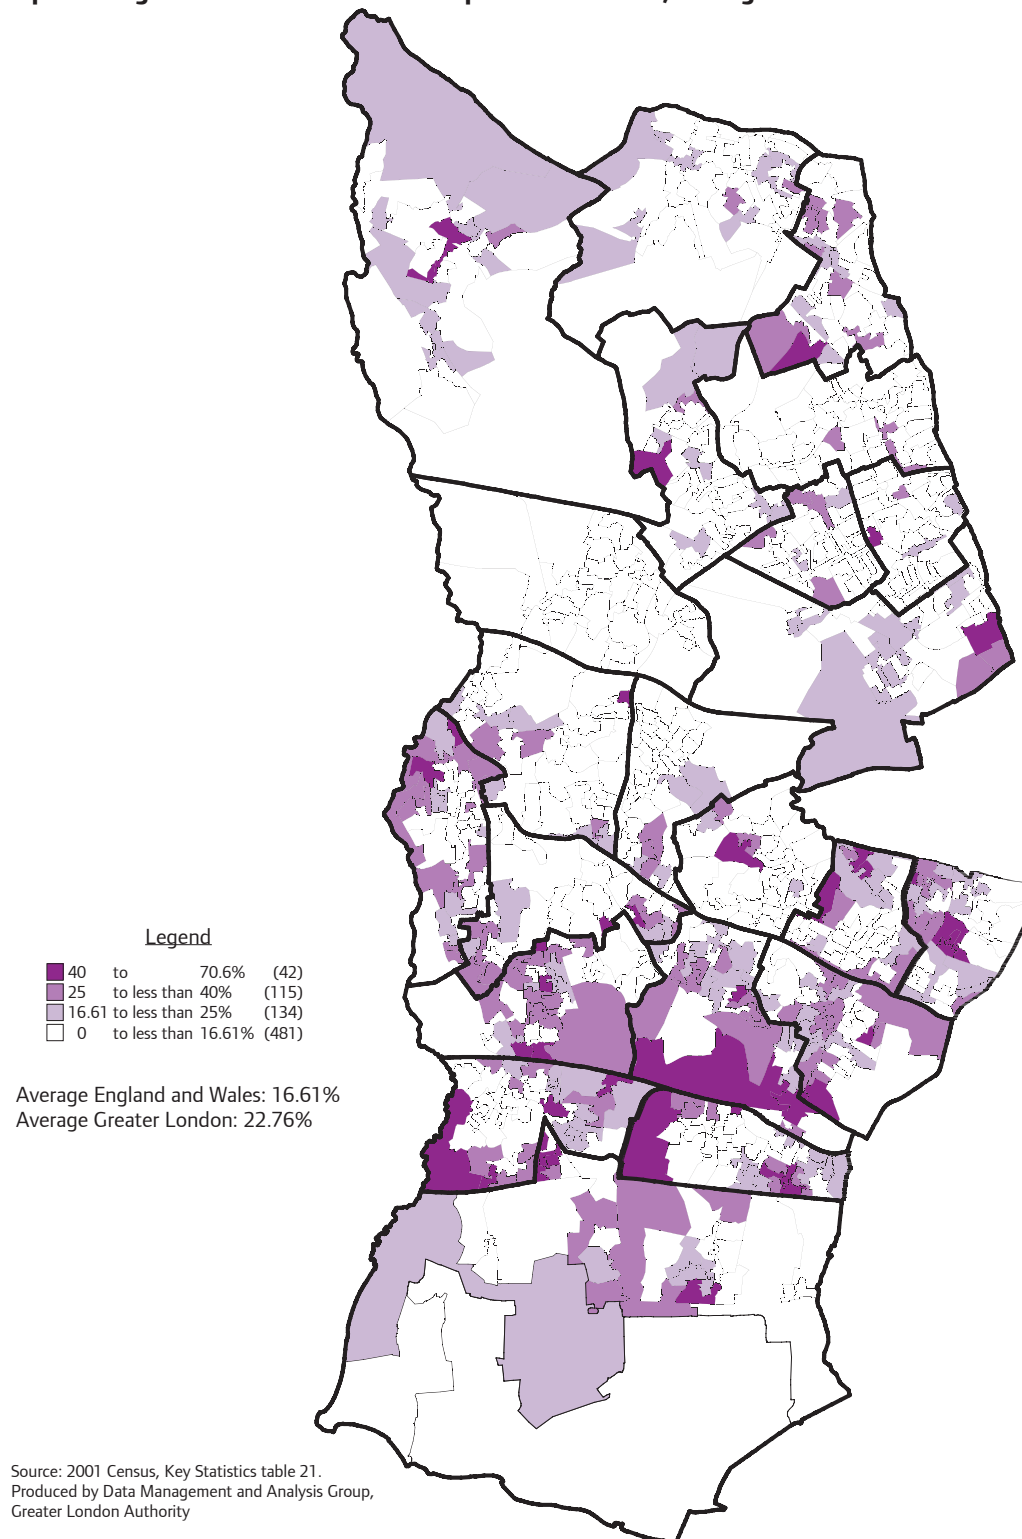 Legend
40 to 70.6% (42)
25 to less than 40% (115)
16.61 to less than 25% (134)
0 to less than 16.61% (481)
Average England and Wales: 16.61%
Average Greater London: 22.76%
Source: 2001 Census, Key Statistics table 21.
Produced by Data Management and Analysis Group,
Greater London Authority